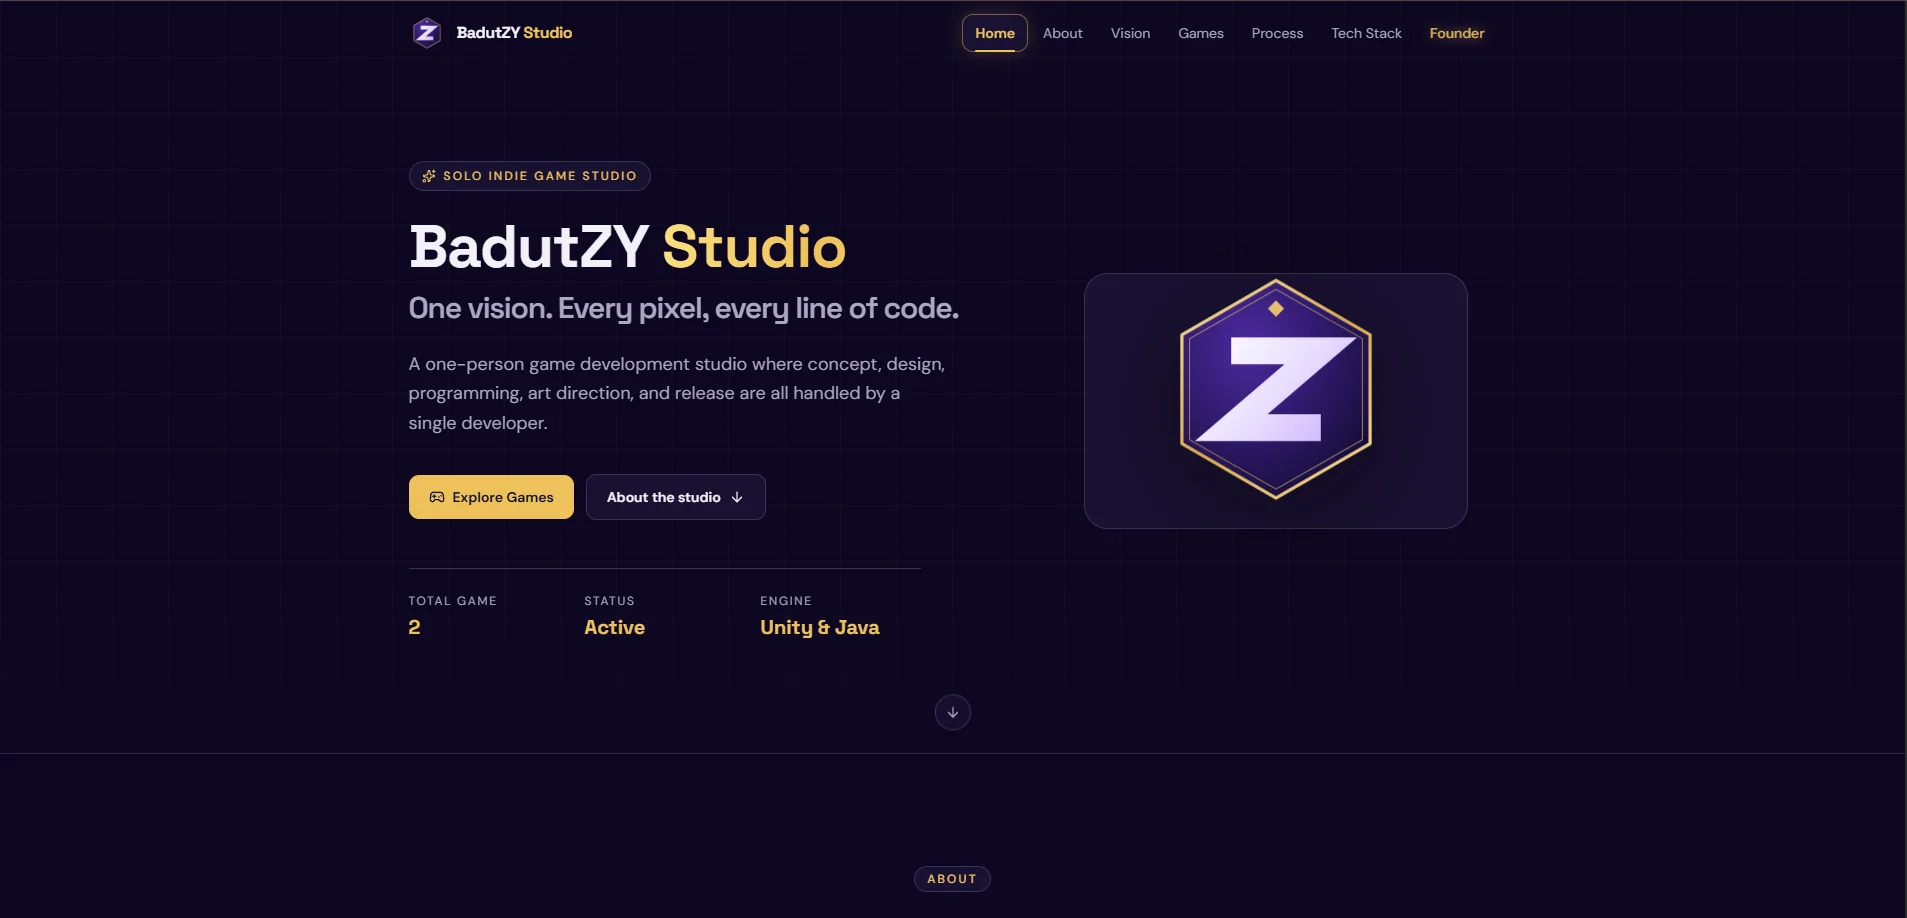 BadutZY Studio
Home
About
Vision
Games
Process
Tech Stack
Founder
SOLO INDIE GAME STUDIO
BadutZY Studio
One vision. Every pixel, every line of code.
A one-person game development studio where concept, design,
programming, art direction, and release are all handled by a
single developer.
Explore Games
About the studio
Z
TOTAL GAME
2
STATUS
Active
ENGINE
Unity & Java
ABOUT